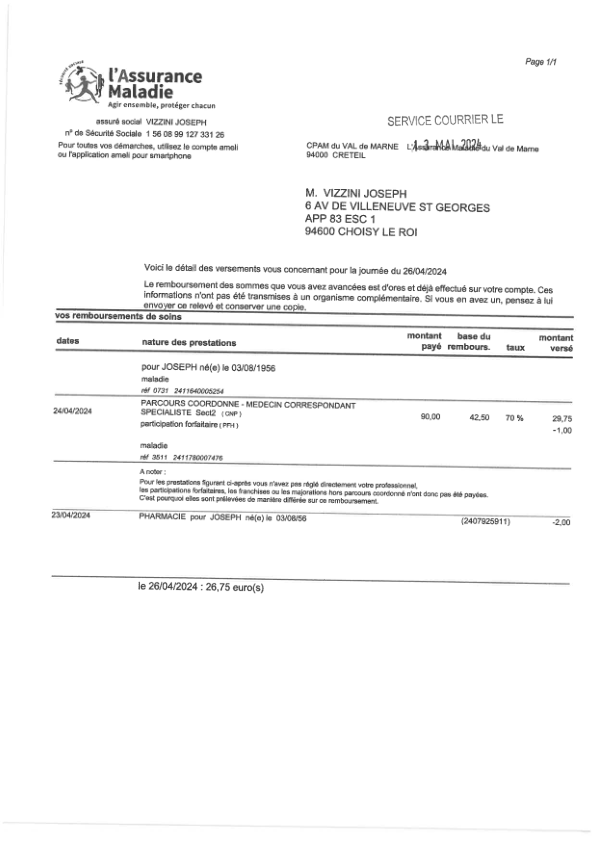 Page 1/1
SÉCURITÉ SOCIALE
l'Assurance
Maladie
Agir ensemble, protéger chacun
assuré social VIZZINI JOSEPH
n° de Sécurité Sociale 1 56 08 99 127 331 26
Pour toutes vos démarches, utilisez le compte ameli
ou l'application ameli pour smartphone
SERVICE COURRIER LE
13 MAI 2024
CPAM du VAL de MARNE L'Assurance Maladie du Val de Marne
94000 CRETEIL
M. VIZZINI JOSEPH
6 AV DE VILLENEUVE ST GEORGES
APP 83 ESC 1
94600 CHOISY LE ROI
Voici le détail des versements vous concernant pour la journée du 26/04/2024
Le remboursement des sommes que vous avez avancées est d'ores et déjà effectué sur votre compte. Ces
informations n'ont pas été transmises à un organisme complémentaire. Si vous en avez un, pensez à lui
envoyer ce relevé et conserver une copie.
vos remboursements de soins
dates nature des prestations montant payé base du rembours. taux montant versé
pour JOSEPH né(e) le 03/08/1956
maladie
réf 0731 2411640005254
24/04/2024 PARCOURS COORDONNE - MEDECIN CORRESPONDANT
SPECIALISTE Sect2 (CNP) 90,00 42,50 70 % 29,75
participation forfaitaire (PFH) -1,00
maladie
réf 3511 2411780007476
A noter :
Pour les prestations figurant ci-après vous n'avez pas réglé directement votre professionnel,
les participations forfaitaires, les franchises ou les majorations hors parcours coordonné n'ont donc pas été payées.
C'est pourquoi elles sont prélevées de manière différée sur ce remboursement.
23/04/2024 PHARMACIE pour JOSEPH né(e) le 03/08/56 (2407925911) -2,00
le 26/04/2024 : 26,75 euro(s)